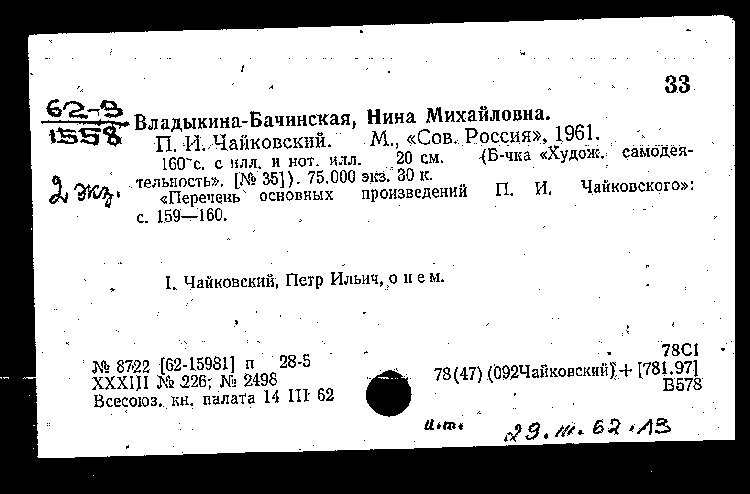 33
62-9
1558
Владыкина-Бачинская, Нина Михайловна.
П. И. Чайковский. М., «Сов. Россия», 1961.
160 с. с илл. и нот. илл. 20 см. (Б-чка «Худож. самодея-
2 экз.
тельность». [№ 35]). 75.000 экз. 30 к.
«Перечень основных произведений П. И. Чайковского»:
с. 159—160.
I. Чайковский, Петр Ильич, о нем.
№ 8722 [62-15981] п 28-5
XXXIII № 226; № 2498
Всесоюз. кн. палата 14 III 62
78С1
78(47)(092Чайковский)+[781.97]
В578
и.т.
29.III.62